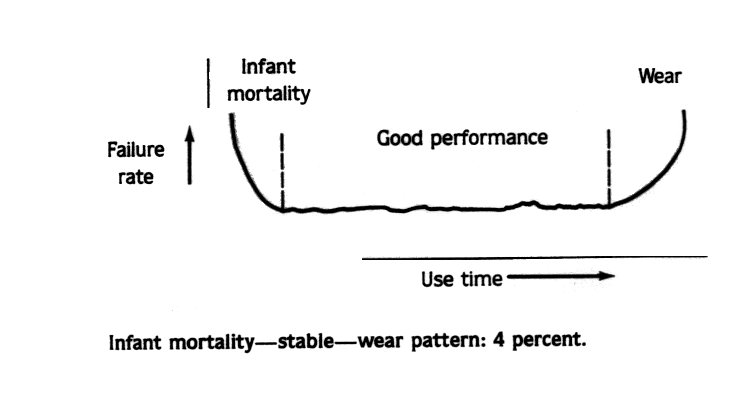 Infant
mortality
Wear
Good performance
Failure
rate
Use time
Infant mortality—stable—wear pattern: 4 percent.